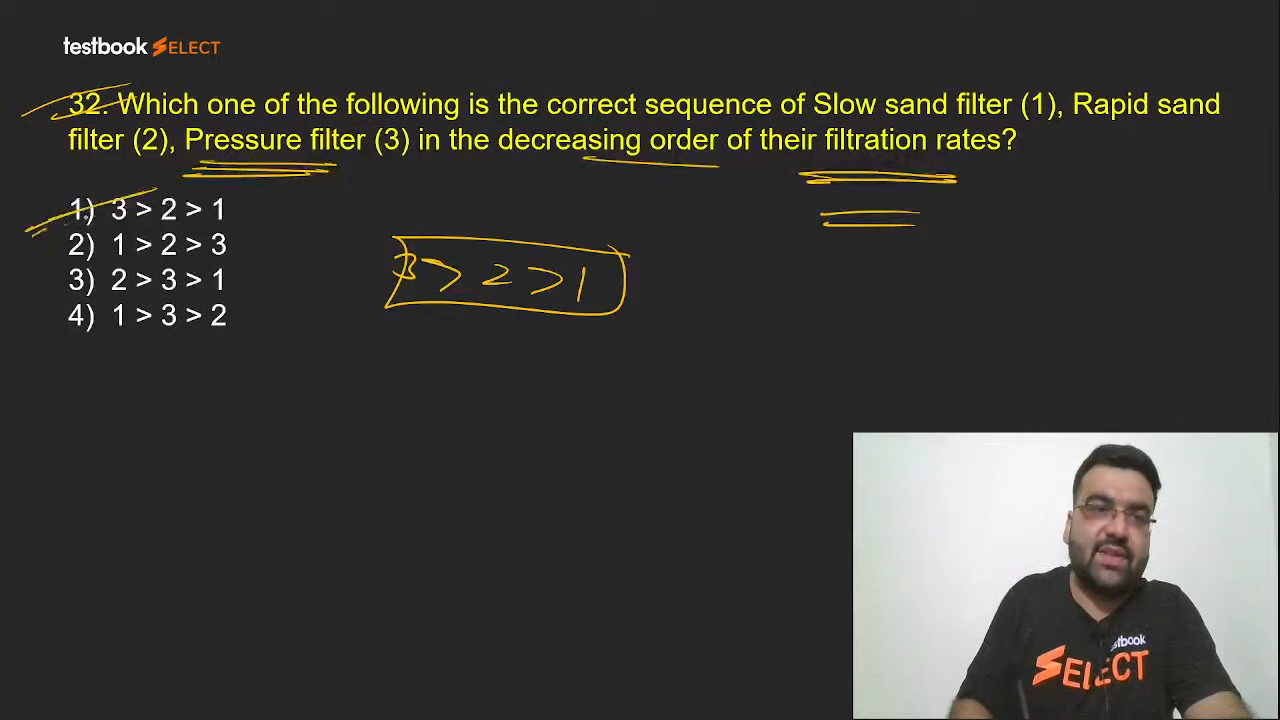 testbook SELECT
32. Which one of the following is the correct sequence of Slow sand filter (1), Rapid sand
filter (2), Pressure filter (3) in the decreasing order of their filtration rates?
1) 3 > 2 > 1
2) 1 > 2 > 3
3) 2 > 3 > 1
4) 1 > 3 > 2
3 > 2 > 1
stbook
SELECT